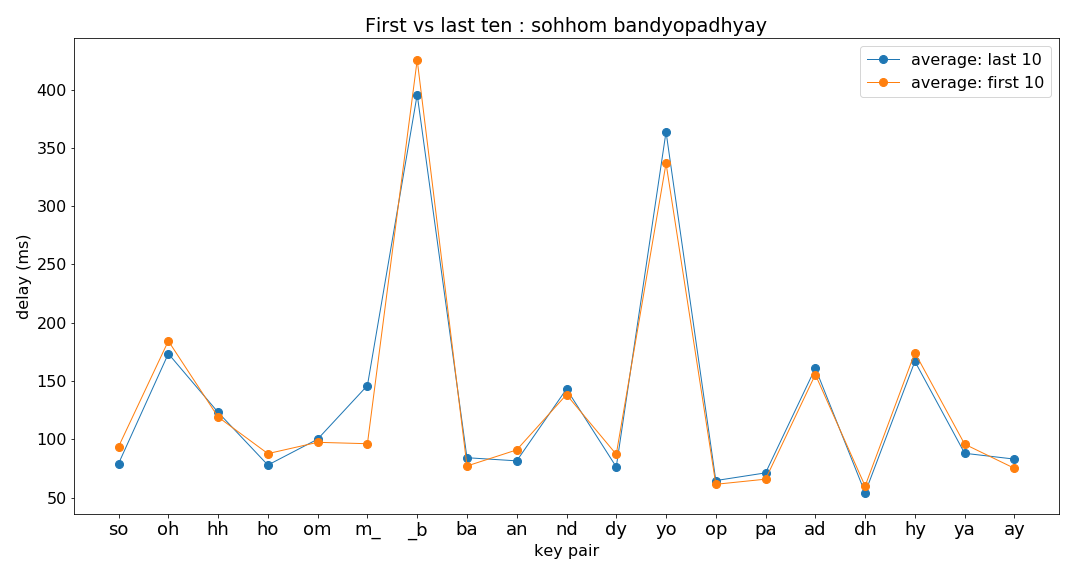 First vs last ten : sohhom bandyopadhyay
average: last 10
average: first 10
400
350
300
250
200
150
100
50
delay (ms)
so oh hh ho om m_ _b ba an nd dy yo op pa ad dh hy ya ay
key pair